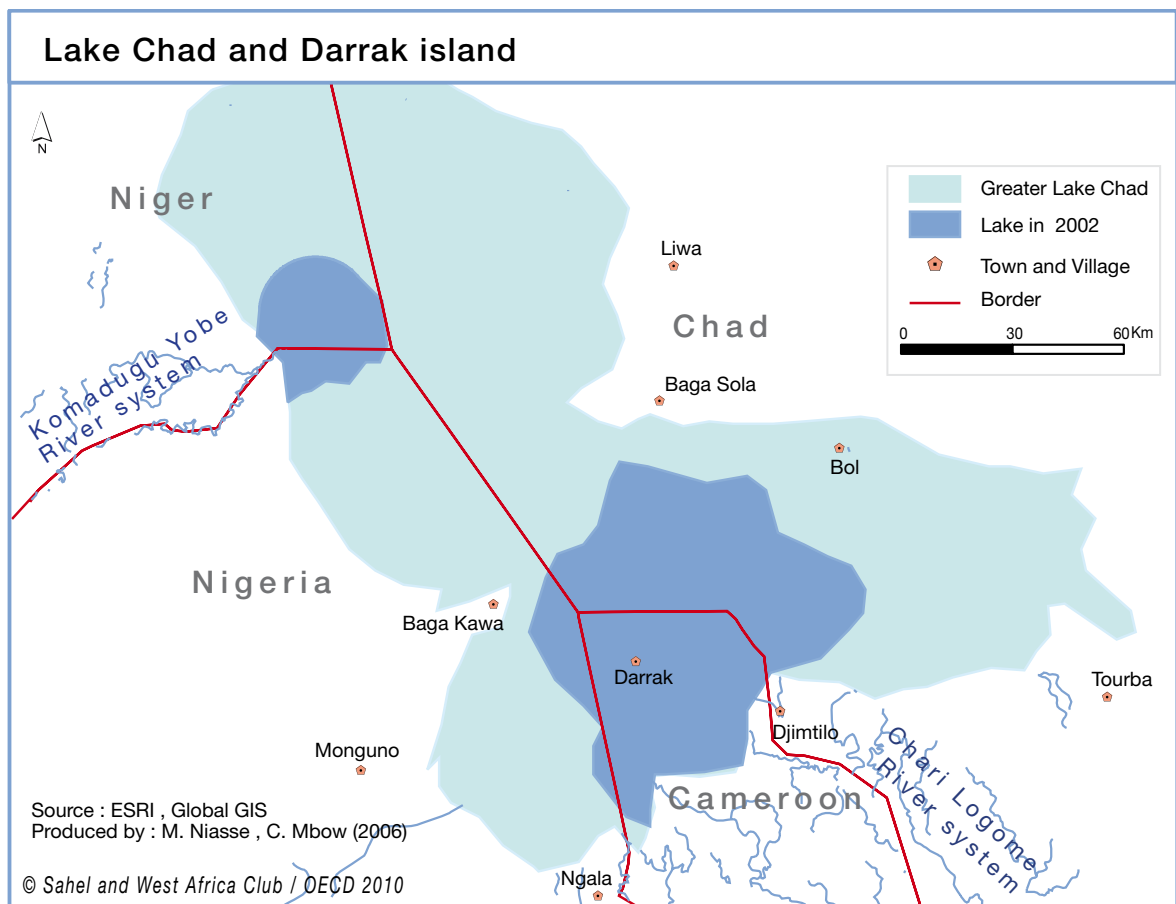 Lake Chad and Darrak island
N
Niger
Greater Lake Chad
Lake in 2002
Town and Village
Border
0 30 60 Km
Liwa
Chad
Komadugu Yobe
River system
Baga Sola
Bol
Nigeria
Baga Kawa
Darrak
Tourba
Djimtilo
Monguno
Chari Logome
River system
Cameroon
Source : ESRI , Global GIS
Produced by : M. Niasse , C. Mbow (2006)
Ngala
© Sahel and West Africa Club / OECD 2010